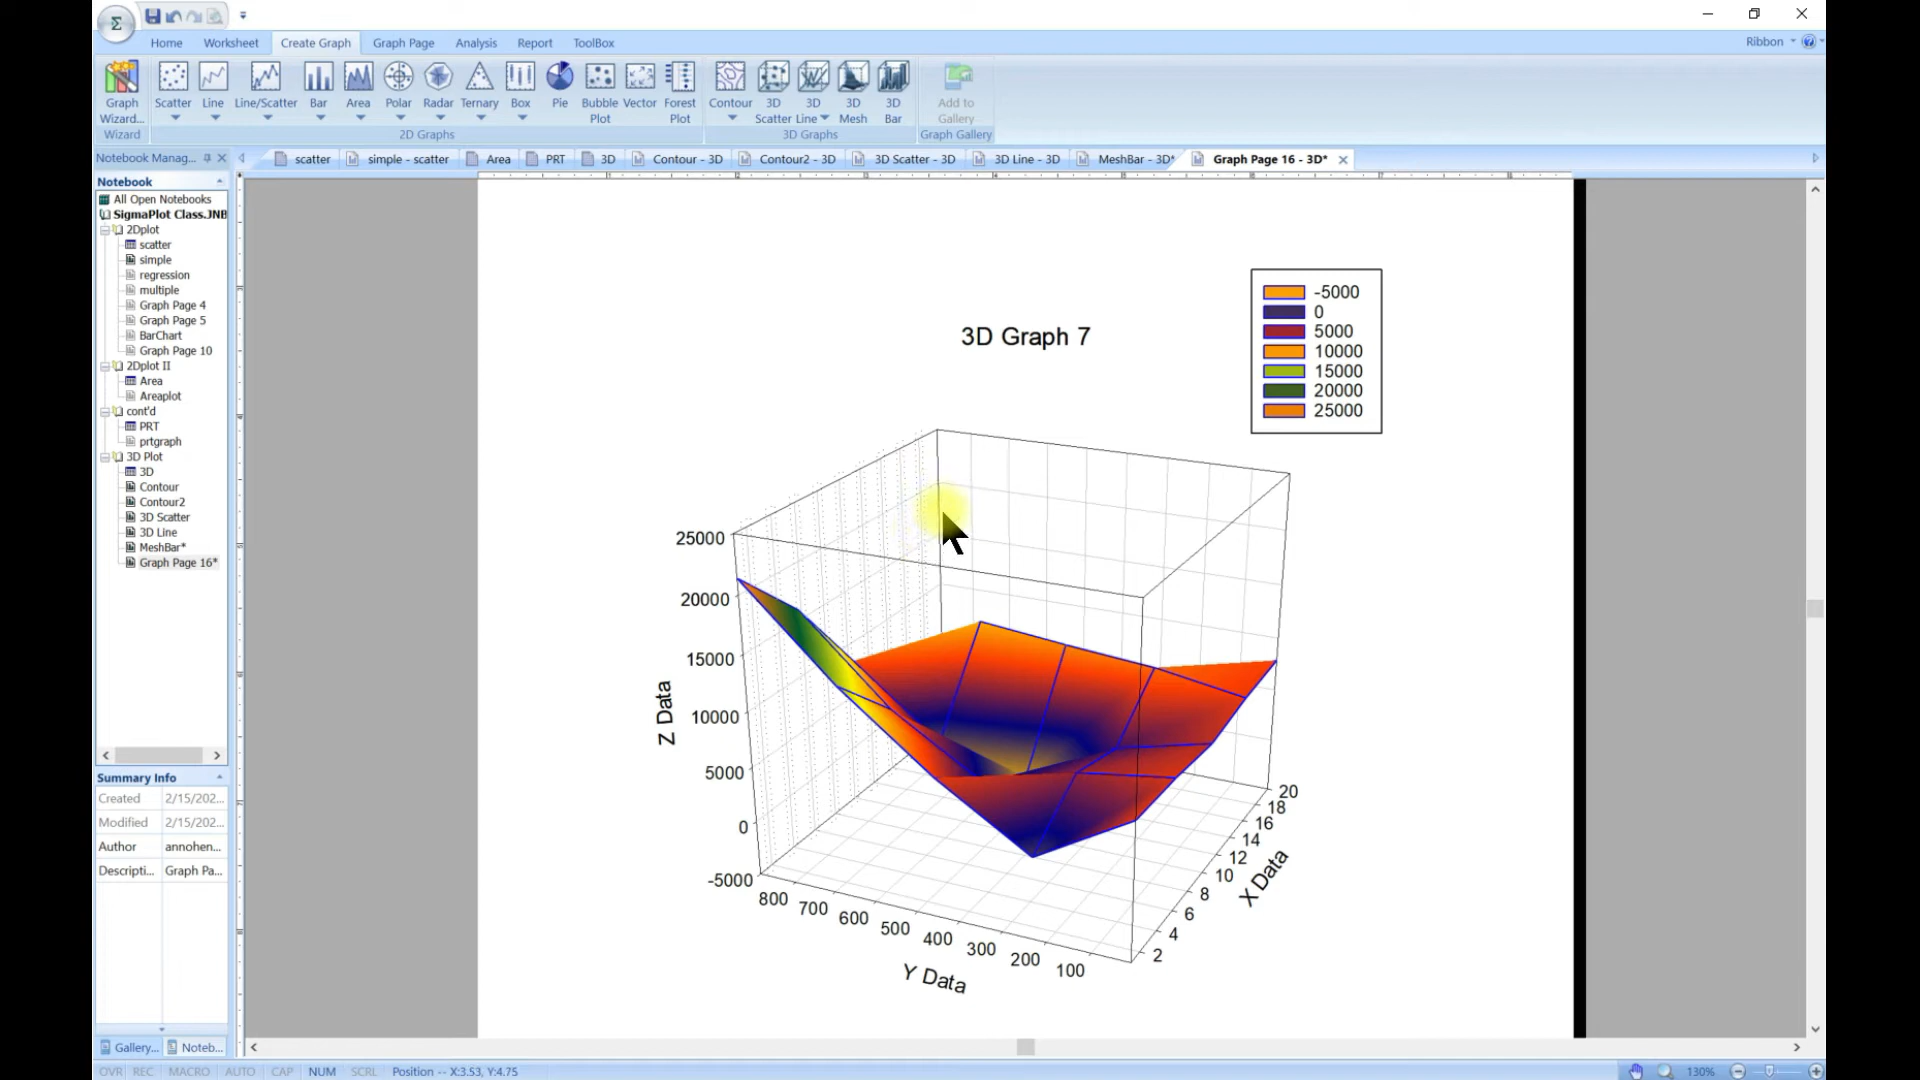 Ribbon
Home Worksheet Create Graph Graph Page Analysis Report ToolBox
Graph Wizard... Scatter Line Line/Scatter Bar Area Polar Radar Ternary Box Pie Bubble Plot Vector Forest Plot Contour 3D Scatter 3D Line 3D Mesh 3D Bar Add to Gallery
Wizard 2D Graphs 3D Graphs Graph Gallery
Notebook Manag... scatter simple - scatter Area PRT 3D Contour - 3D Contour2 - 3D 3D Scatter - 3D 3D Line - 3D MeshBar - 3D* Graph Page 16 - 3D*
Notebook
All Open Notebooks
SigmaPlot Class.JNB
2Dplot
scatter
simple
regression
multiple
Graph Page 4
Graph Page 5
BarChart
Graph Page 10
2Dplot II
Area
Areaplot
cont'd
PRT
prtgraph
3D Plot
3D
Contour
Contour2
3D Scatter
3D Line
MeshBar*
Graph Page 16*
Summary Info
Created 2/15/202...
Modified 2/15/202...
Author annohen...
Descripti... Graph Pa...
Gallery... Noteb...
3D Graph 7
-5000
0
5000
10000
15000
20000
25000
25000
20000
15000
10000
5000
0
-5000
Z Data
800 700 600 500 400 300 200 100
Y Data
2 4 6 8 10 12 14 16 18 20
X Data
OVR REC MACRO AUTO CAP NUM SCRL Position -- X:3.53, Y:4.75 130%